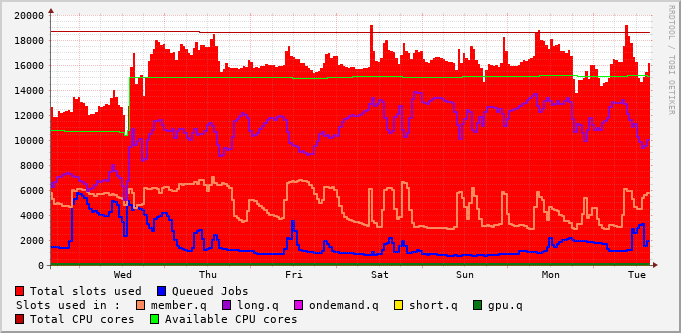 20000
18000
16000
14000
12000
10000
8000
6000
4000
2000
0
Wed Thu Fri Sat Sun Mon Tue
RRDTOOL / TOBI OETIKER
Total slots used Queued Jobs
Slots used in : member.q long.q ondemand.q short.q gpu.q
Total CPU cores Available CPU cores